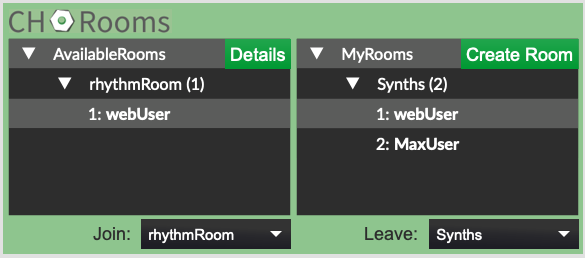 CH Rooms
AvailableRooms Details
rhythmRoom (1)
1: webUser
Join: rhythmRoom
MyRooms Create Room
Synths (2)
1: webUser
2: MaxUser
Leave: Synths